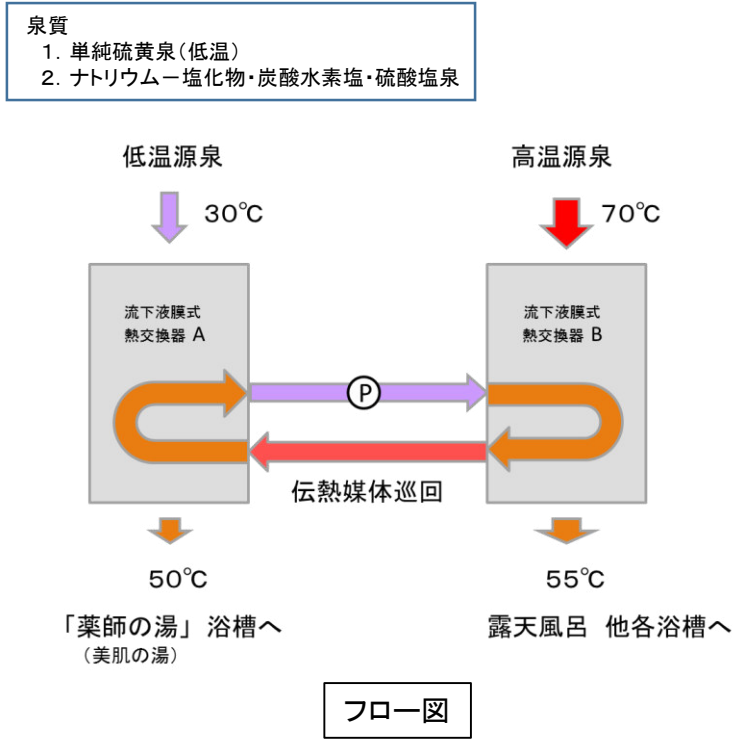 泉質
１．単純硫黄泉（低温）
２．ナトリウムー塩化物・炭酸水素塩・硫酸塩泉
低温源泉
高温源泉
30℃
70℃
流下液膜式
熱交換器 A
流下液膜式
熱交換器 B
P
伝熱媒体巡回
50℃
55℃
「薬師の湯」浴槽へ
（美肌の湯）
露天風呂 他各浴槽へ
フロー図